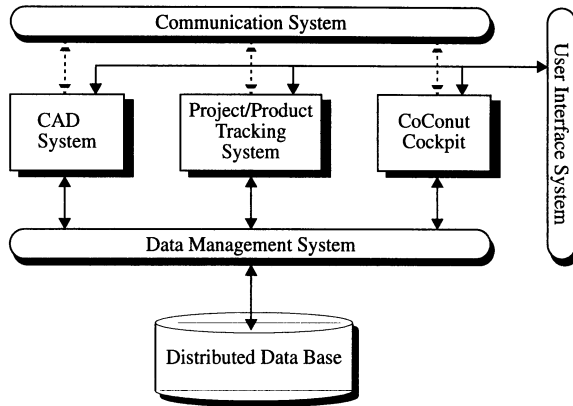 Communication System
CAD
System
Project/Product
Tracking
System
CoConut
Cockpit
User Interface System
Data Management System
Distributed Data Base